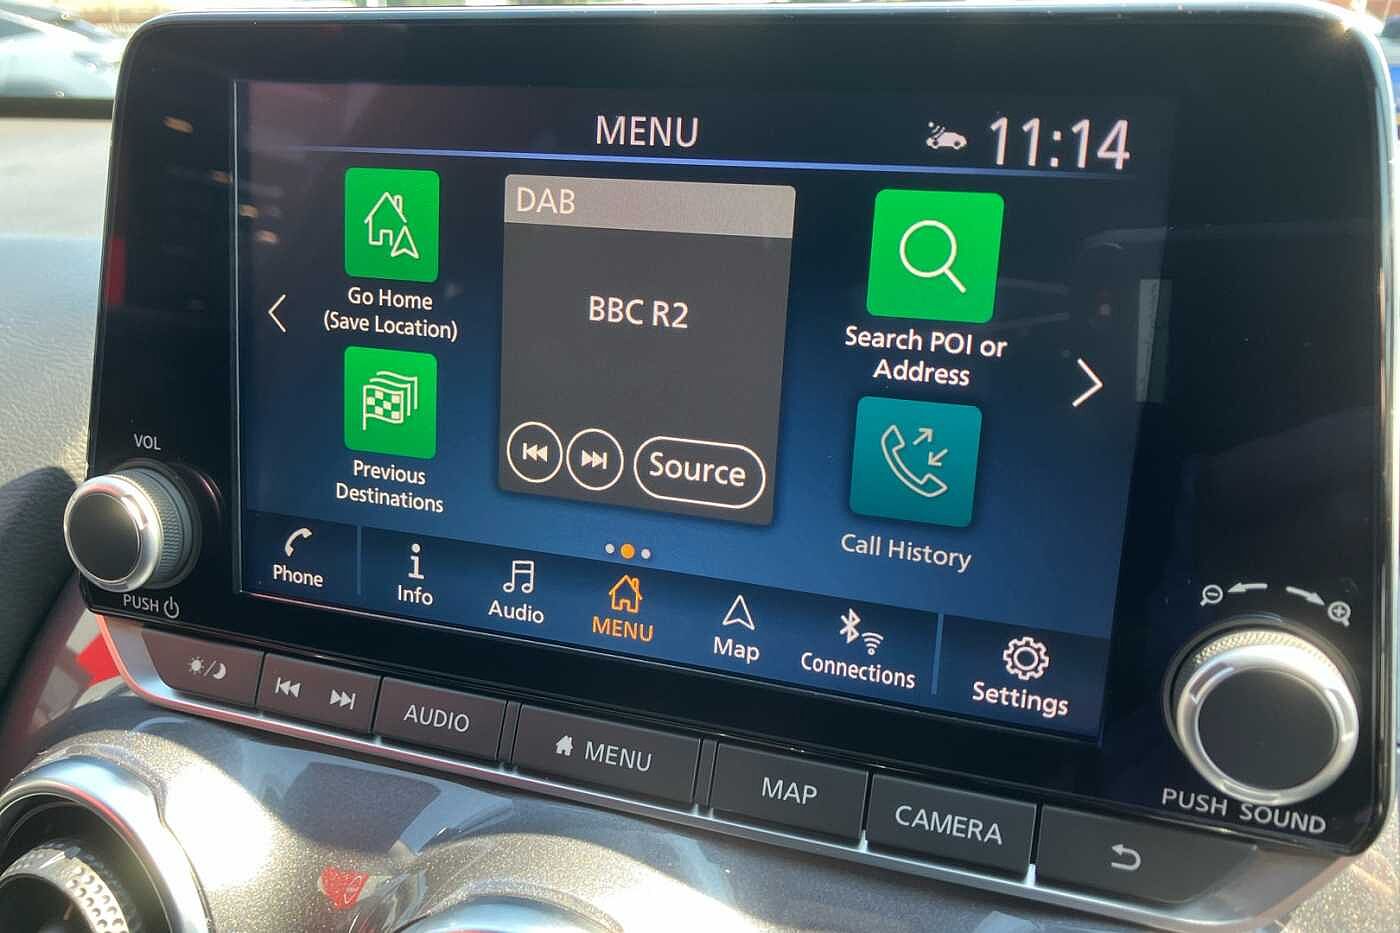 MENU
11:14
Go Home
(Save Location)
Previous
Destinations
DAB
BBC R2
Source
Search POI or
Address
Call History
Phone
Info
Audio
MENU
Map
Connections
Settings
VOL
PUSH
AUDIO
MENU
MAP
CAMERA
PUSH SOUND